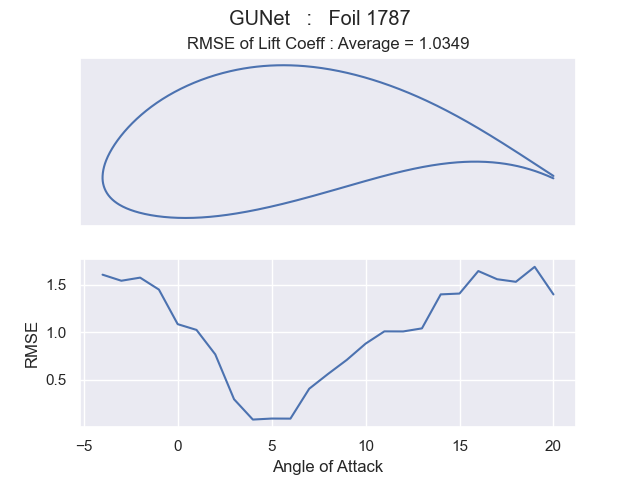 GUNet : Foil 1787
RMSE of Lift Coeff : Average = 1.0349
1.5
1.0
0.5
RMSE
−5 0 5 10 15 20
Angle of Attack